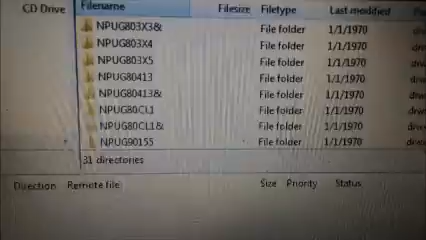 CD Drive Filename Filesize Filetype Last modified
NPUG803X3& File folder 1/1/1970
NPUG803X4 File folder 1/1/1970
NPUG803X5 File folder 1/1/1970
NPUG80413 File folder 1/1/1970
NPUG80413& File folder 1/1/1970
NPUG80CL1 File folder 1/1/1970
NPUG80CL1& File folder 1/1/1970
NPUG90155 File folder 1/1/1970
31 directories
Direction Remote file Size Priority Status